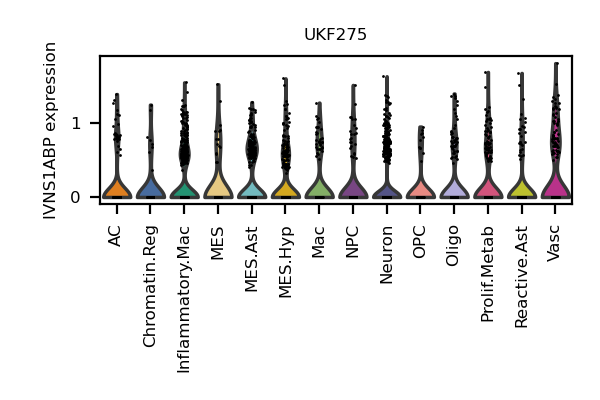 UKF275
IVNS1ABP expression
1
0
AC
Chromatin.Reg
Inflammatory.Mac
MES
MES.Ast
MES.Hyp
Mac
NPC
Neuron
OPC
Oligo
Prolif.Metab
Reactive.Ast
Vasc